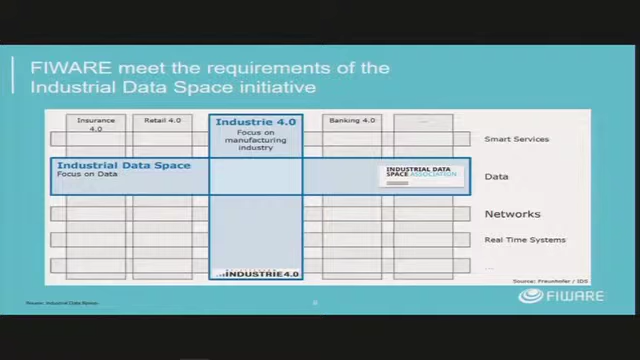 FIWARE meet the requirements of the
Industrial Data Space initiative
Insurance
4.0
Retail 4.0
Industrie 4.0
Focus on
manufacturing
industry
Banking 4.0
...
Smart Services
Industrial Data Space
Focus on Data
INDUSTRIAL DATA
SPACE ASSOCIATION
Data
Networks
Real Time Systems
...
INDUSTRIE4.0
Source: Fraunhofer / IDS
FIWARE